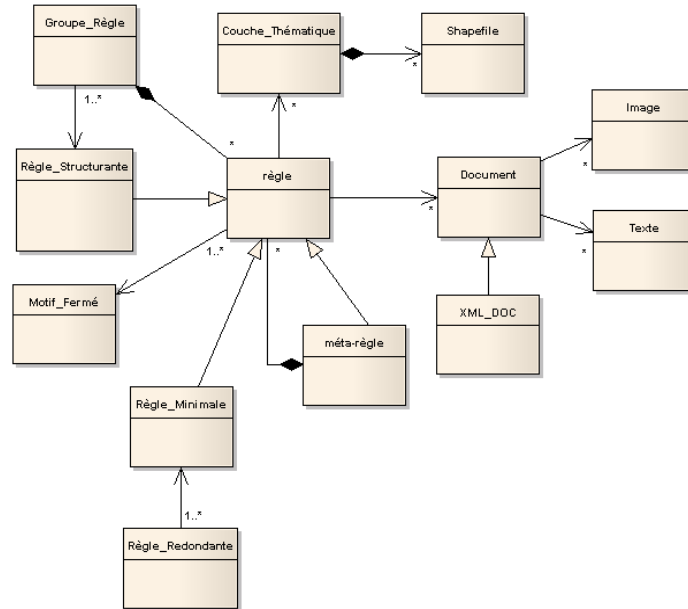 Groupe_Règle
Couche_Thématique
Shapefile
1..*
*
*
*
Image
*
Règle_Structurante
règle
Document
*
Texte
*
1..*
*
Motif_Fermé
XML_DOC
méta-règle
Règle_Minimale
1..*
Règle_Redondante